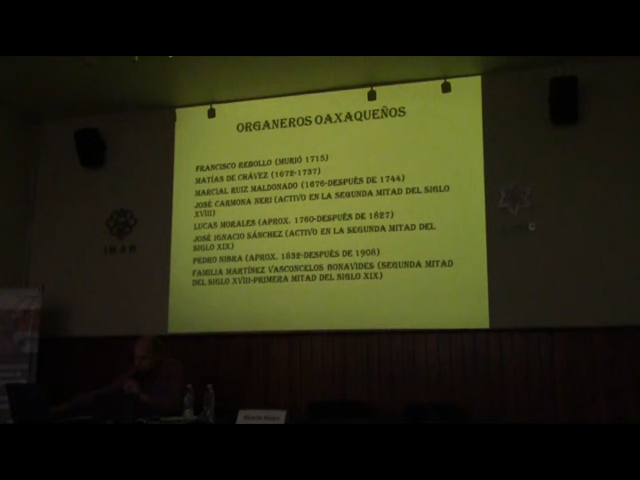 ORGANEROS OAXAQUEÑOS
FRANCISCO REBOLLO (MURIÓ 1715)
MATÍAS DE CHÁVEZ (1672-1737)
MARCIAL RUIZ MALDONADO (1676-DESPUÉS DE 1744)
JOSÉ CARMONA NERI (ACTIVO EN LA SEGUNDA MITAD DEL SIGLO
XVIII)
LUCAS MORALES (APROX. 1760-DESPUÉS DE 1827)
JOSÉ IGNACIO SÁNCHEZ (ACTIVO EN LA SEGUNDA MITAD DEL
SIGLO XIX)
PEDRO NIBRA (APROX. 1832-DESPUÉS DE 1908)
FAMILIA MARTÍNEZ VASCONCELOS BONAVIDES (SEGUNDA MITAD
DEL SIGLO XVIII-PRIMERA MITAD DEL SIGLO XIX)